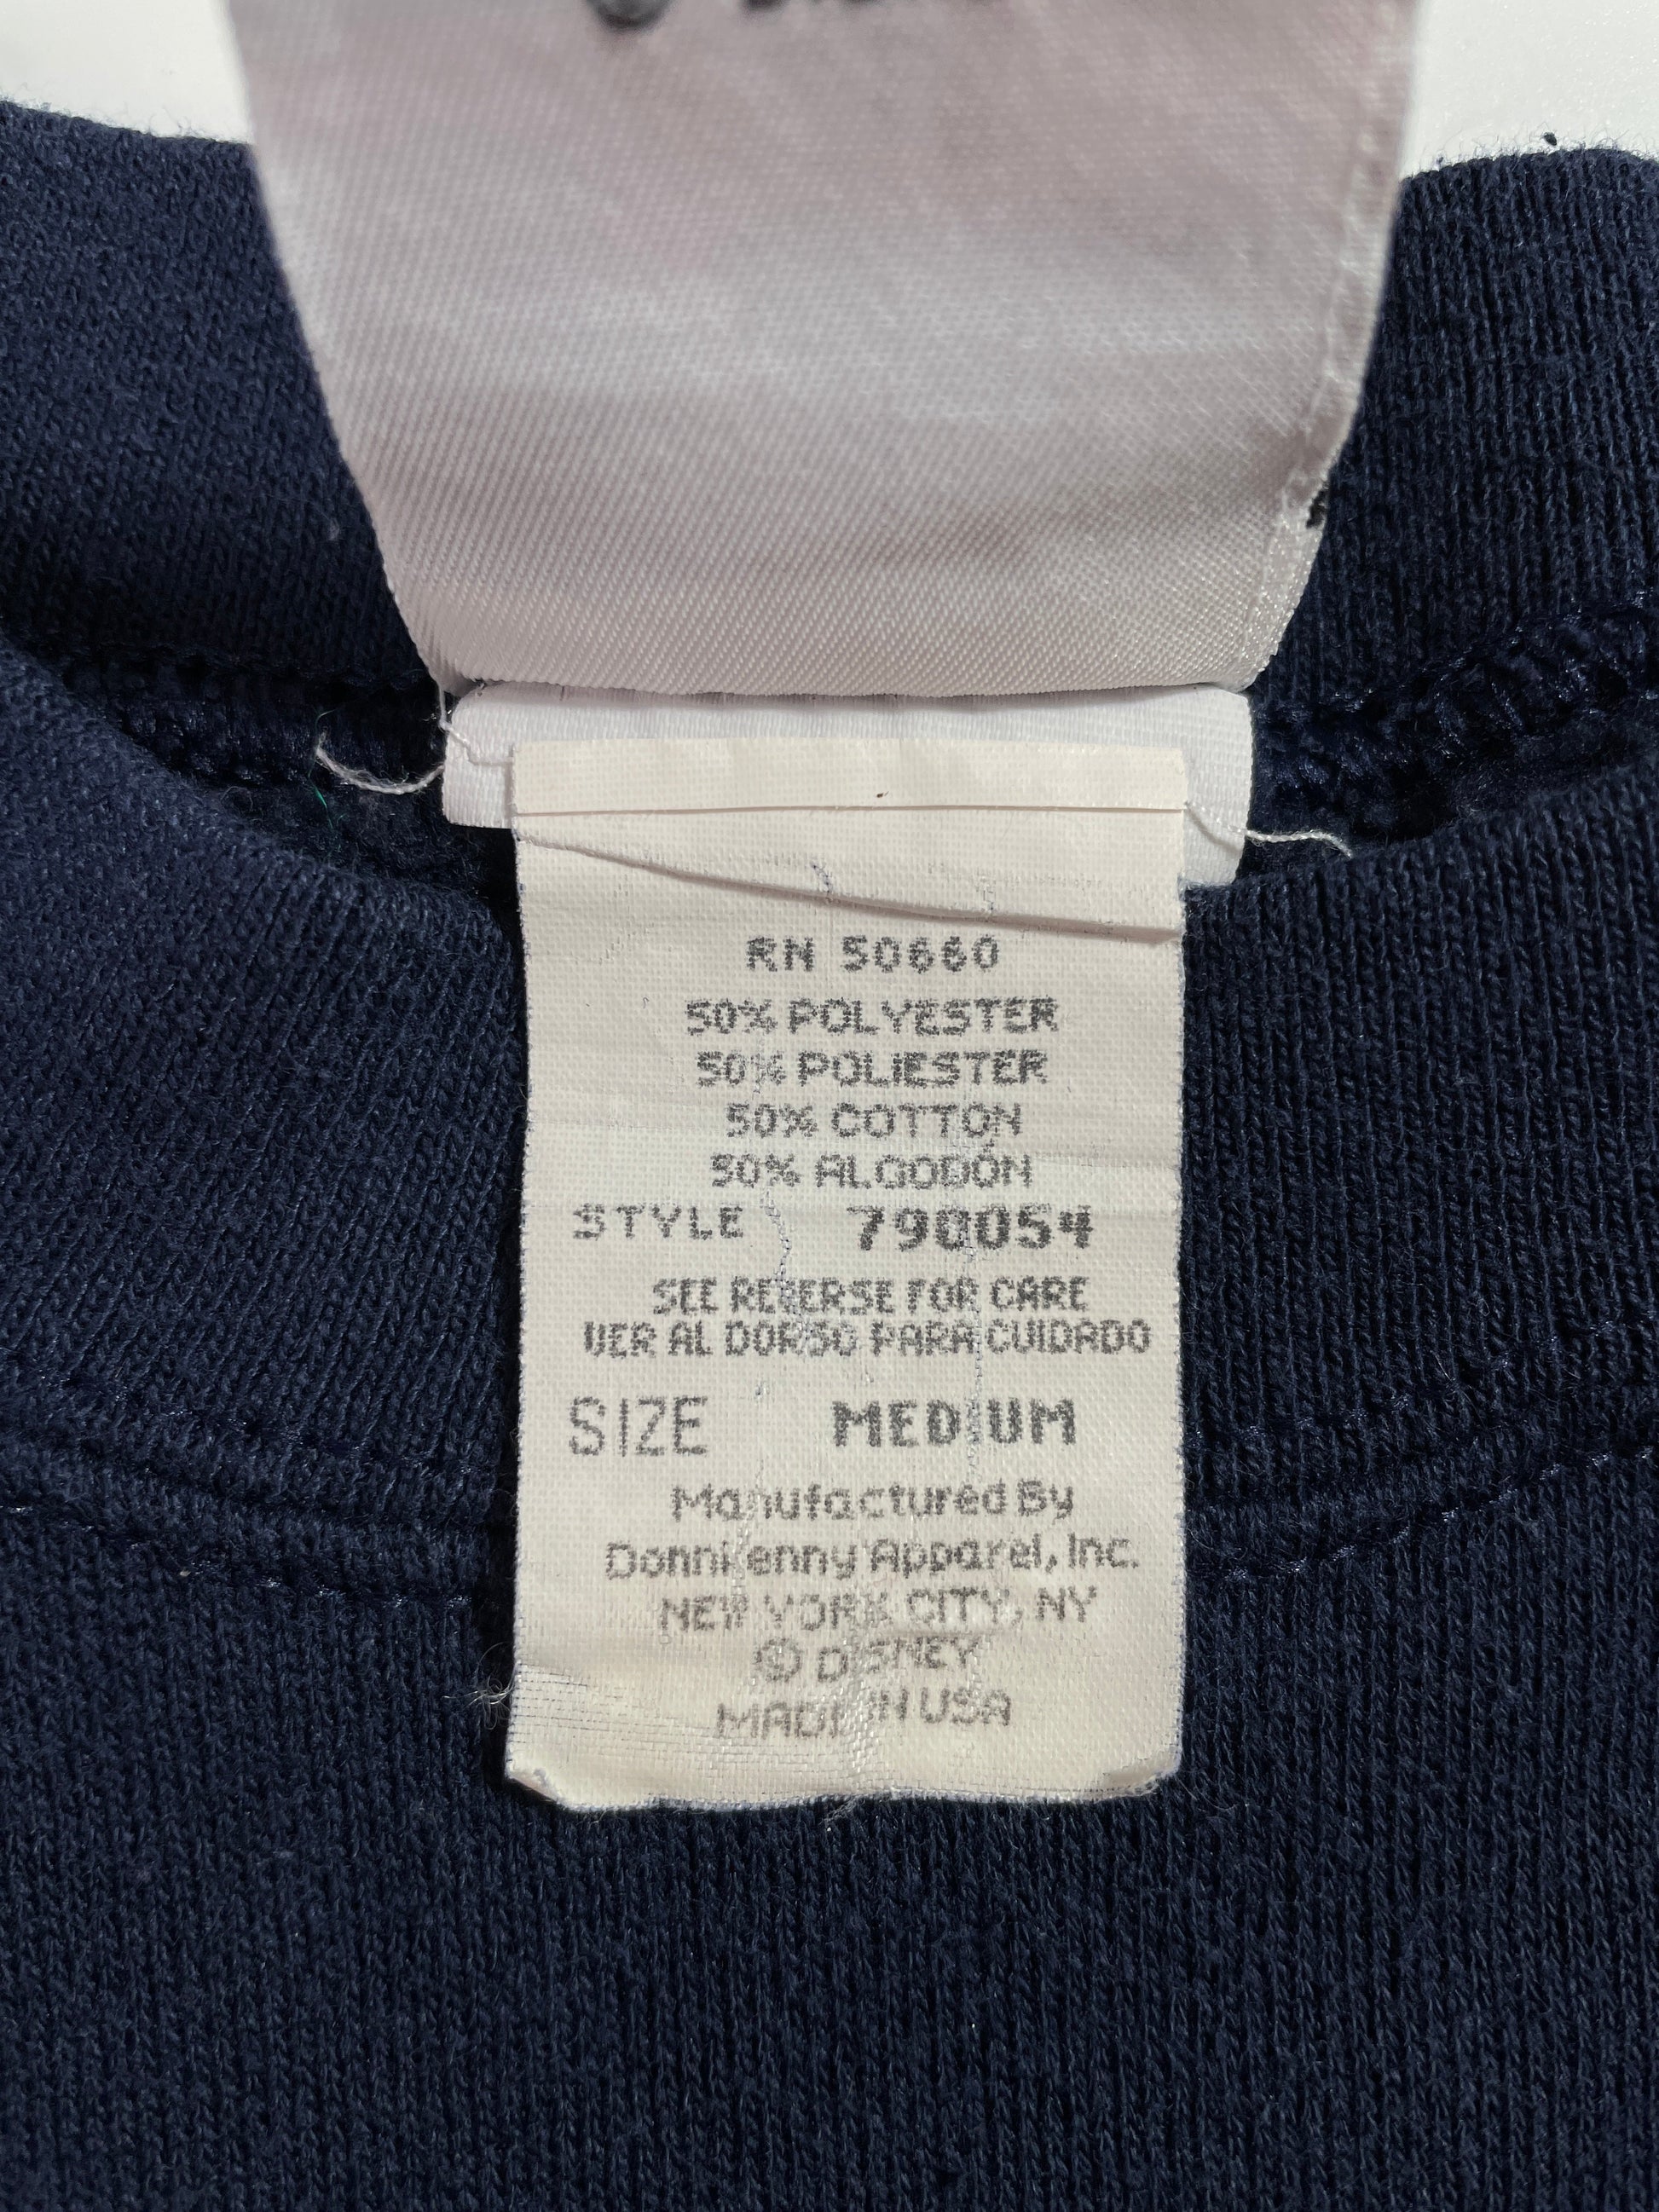 RN 50660
50% POLYESTER
50% POLIESTER
50% COTTON
50% ALGODÓN
STYLE 790054
SEE REVERSE FOR CARE
VER AL DORSO PARA CUIDADO
SIZE MEDIUM
Manufactured By
Donnkenny Apparel, Inc.
NEW YORK CITY, NY
© DISNEY
MADE IN USA